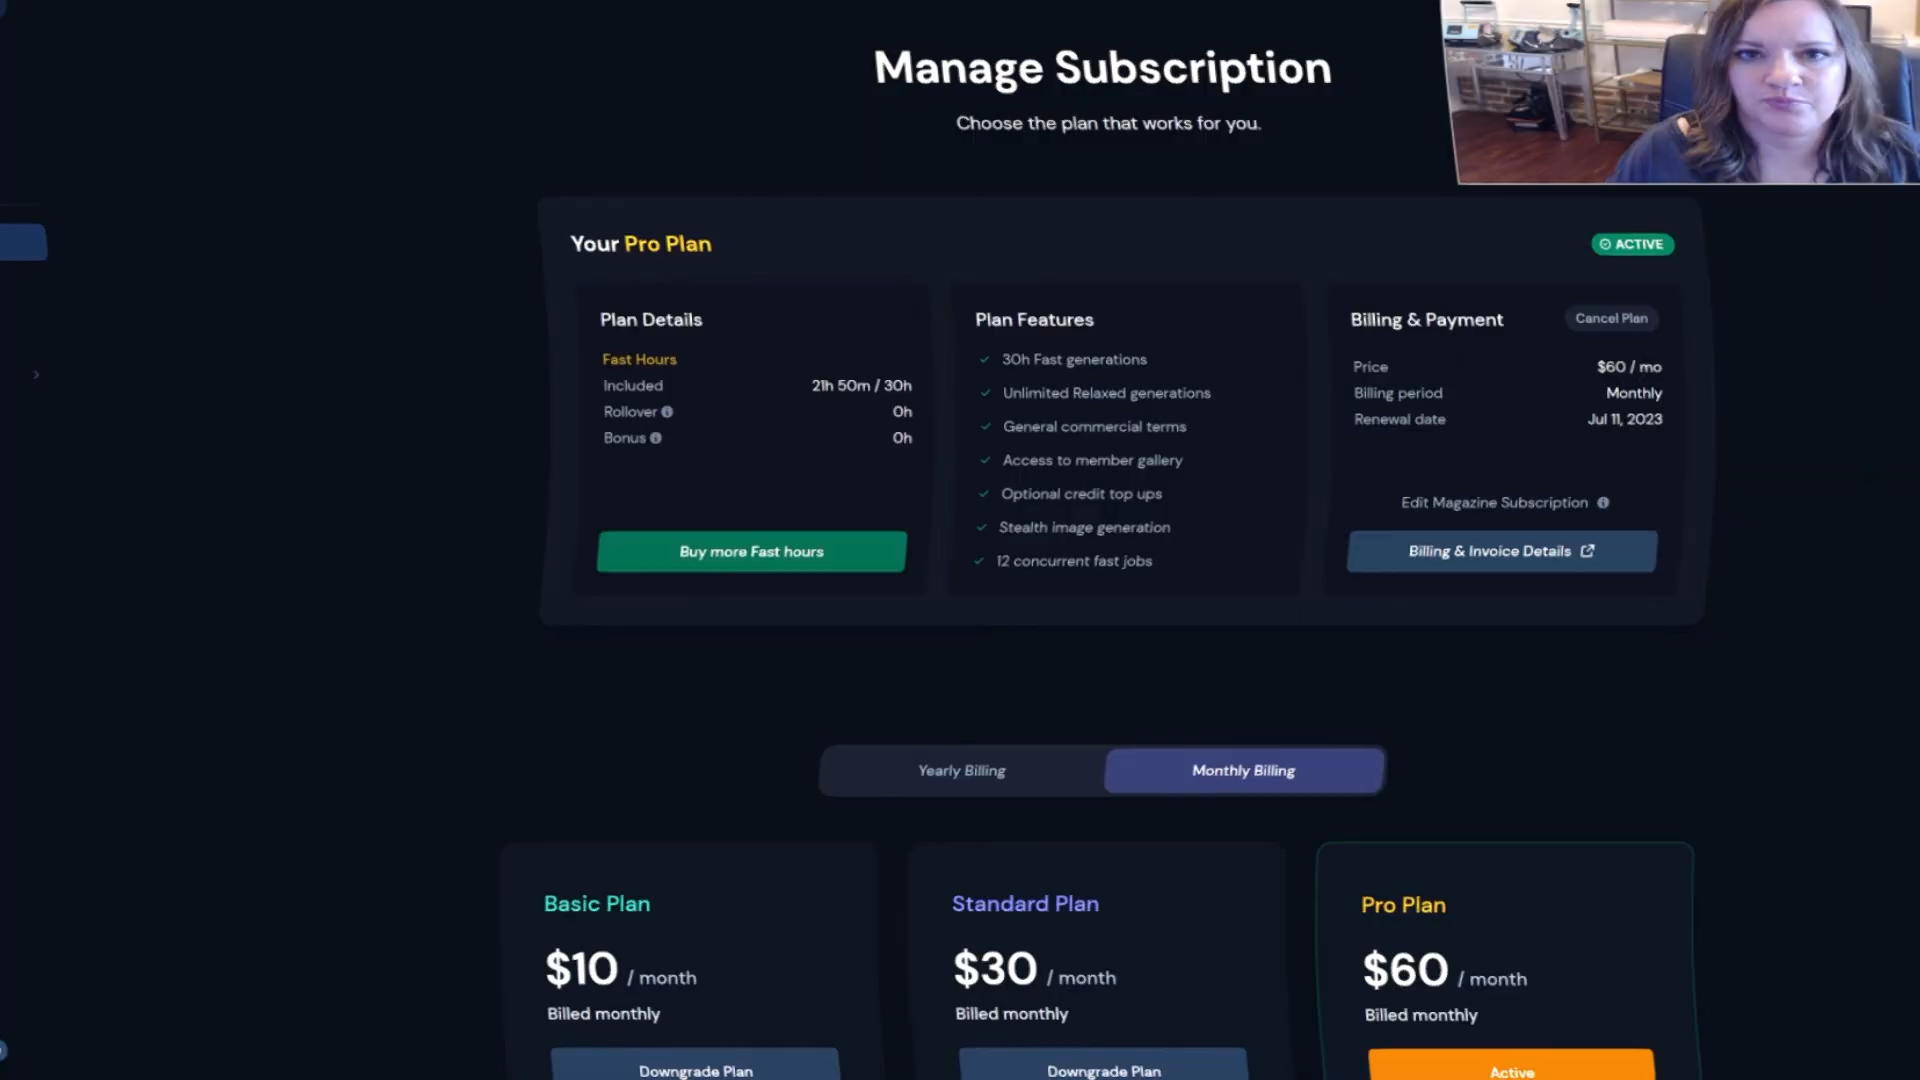 Manage Subscription
Choose the plan that works for you.
Your Pro Plan
ACTIVE
Plan Details
Fast Hours
Included 21h 50m / 30h
Rollover 0h
Bonus 0h
Buy more Fast hours
Plan Features
30h Fast generations
Unlimited Relaxed generations
General commercial terms
Access to member gallery
Optional credit top ups
Stealth image generation
12 concurrent fast jobs
Billing & Payment
Cancel Plan
Price $60 / mo
Billing period Monthly
Renewal date Jul 11, 2023
Edit Magazine Subscription
Billing & Invoice Details
Yearly Billing
Monthly Billing
Basic Plan
$10 / month
Billed monthly
Downgrade Plan
Standard Plan
$30 / month
Billed monthly
Downgrade Plan
Pro Plan
$60 / month
Billed monthly
Active